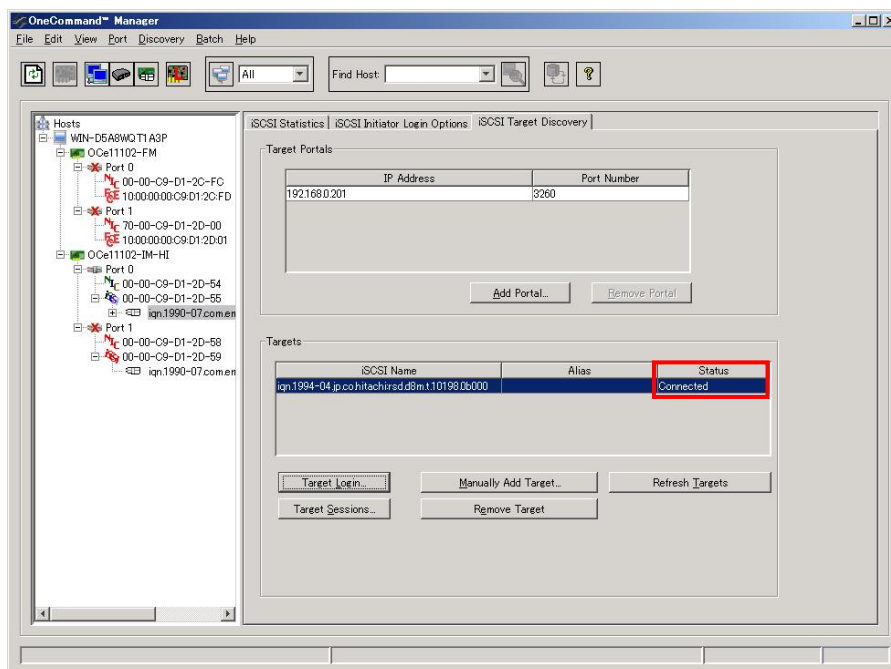 OneCommand™ Manager
File Edit View Port Discovery Batch Help
All
Find Host:
Hosts
WIN-D5A8WQT1A3P
OCe11102-FM
Port 0
00-00-C9-D1-2C-FC
10:00:00:00:C9:D1:2C:FD
Port 1
70-00-C9-D1-2D-00
10:00:00:00:C9:D1:2D:01
OCe11102-IM-HI
Port 0
00-00-C9-D1-2D-54
00-00-C9-D1-2D-55
iqn.1990-07.com.en
Port 1
00-00-C9-D1-2D-58
00-00-C9-D1-2D-59
iqn.1990-07.com.en
iSCSI Statistics iSCSI Initiator Login Options iSCSI Target Discovery
Target Portals
IP Address Port Number
192.168.0.201 3260
Add Portal... Remove Portal
Targets
iSCSI Name Alias Status
iqn.1994-04.jp.co.hitachi:rsd.d8m.t.10198.0b000 Connected
Target Login... Manually Add Target... Refresh Targets
Target Sessions... Remove Target